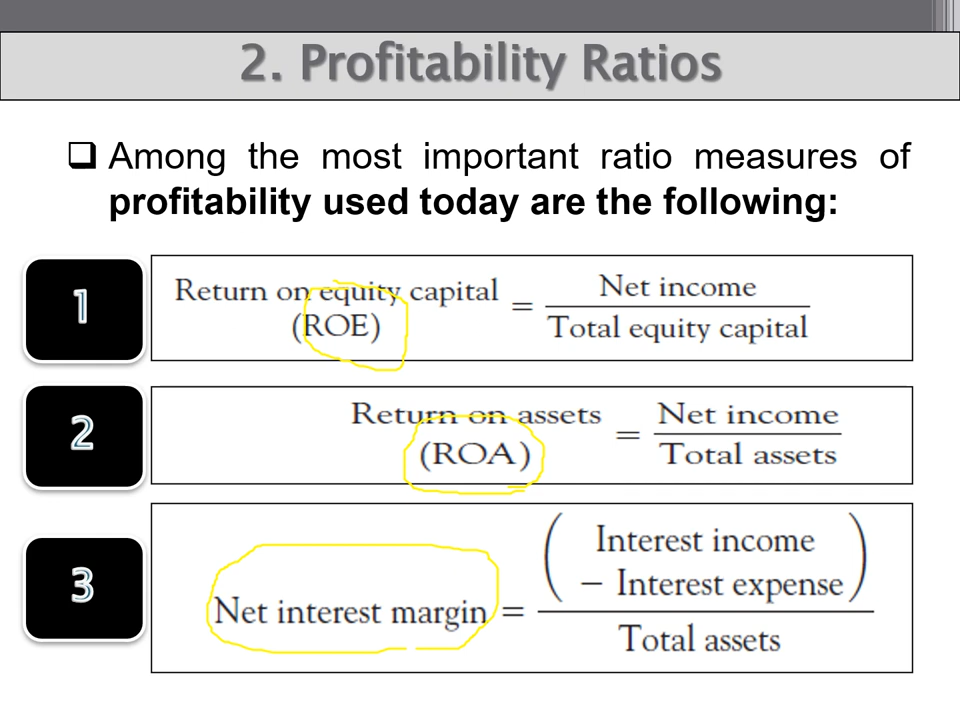 2. Profitability Ratios
❑ Among the most important ratio measures of
profitability used today are the following:
1
Return on equity capital
(ROE)
=
Net income
Total equity capital
2
Return on assets
(ROA)
=
Net income
Total assets
3
Net interest margin =
( Interest income
− Interest expense )
Total assets